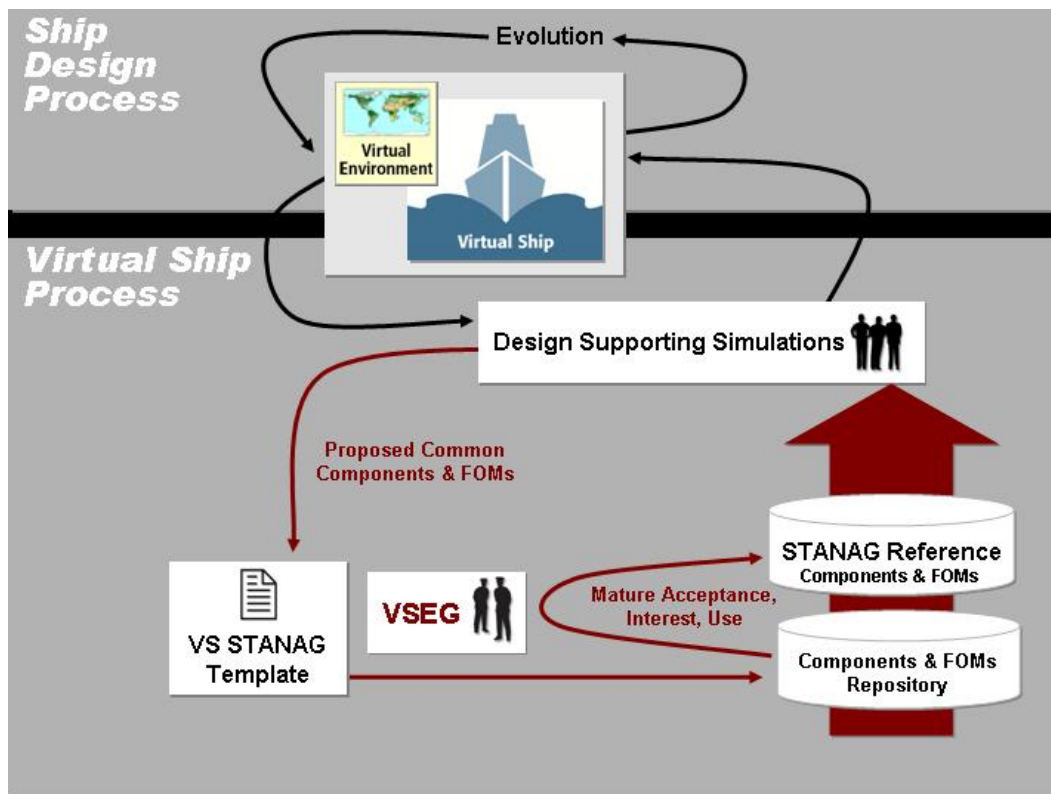 Ship
Design
Process
Evolution
Virtual
Environment
Virtual Ship
Virtual Ship
Process
Design Supporting Simulations
Proposed Common
Components & FOMs
VS STANAG
Template
VSEG
Mature Acceptance,
Interest, Use
STANAG Reference
Components & FOMs
Components & FOMs
Repository